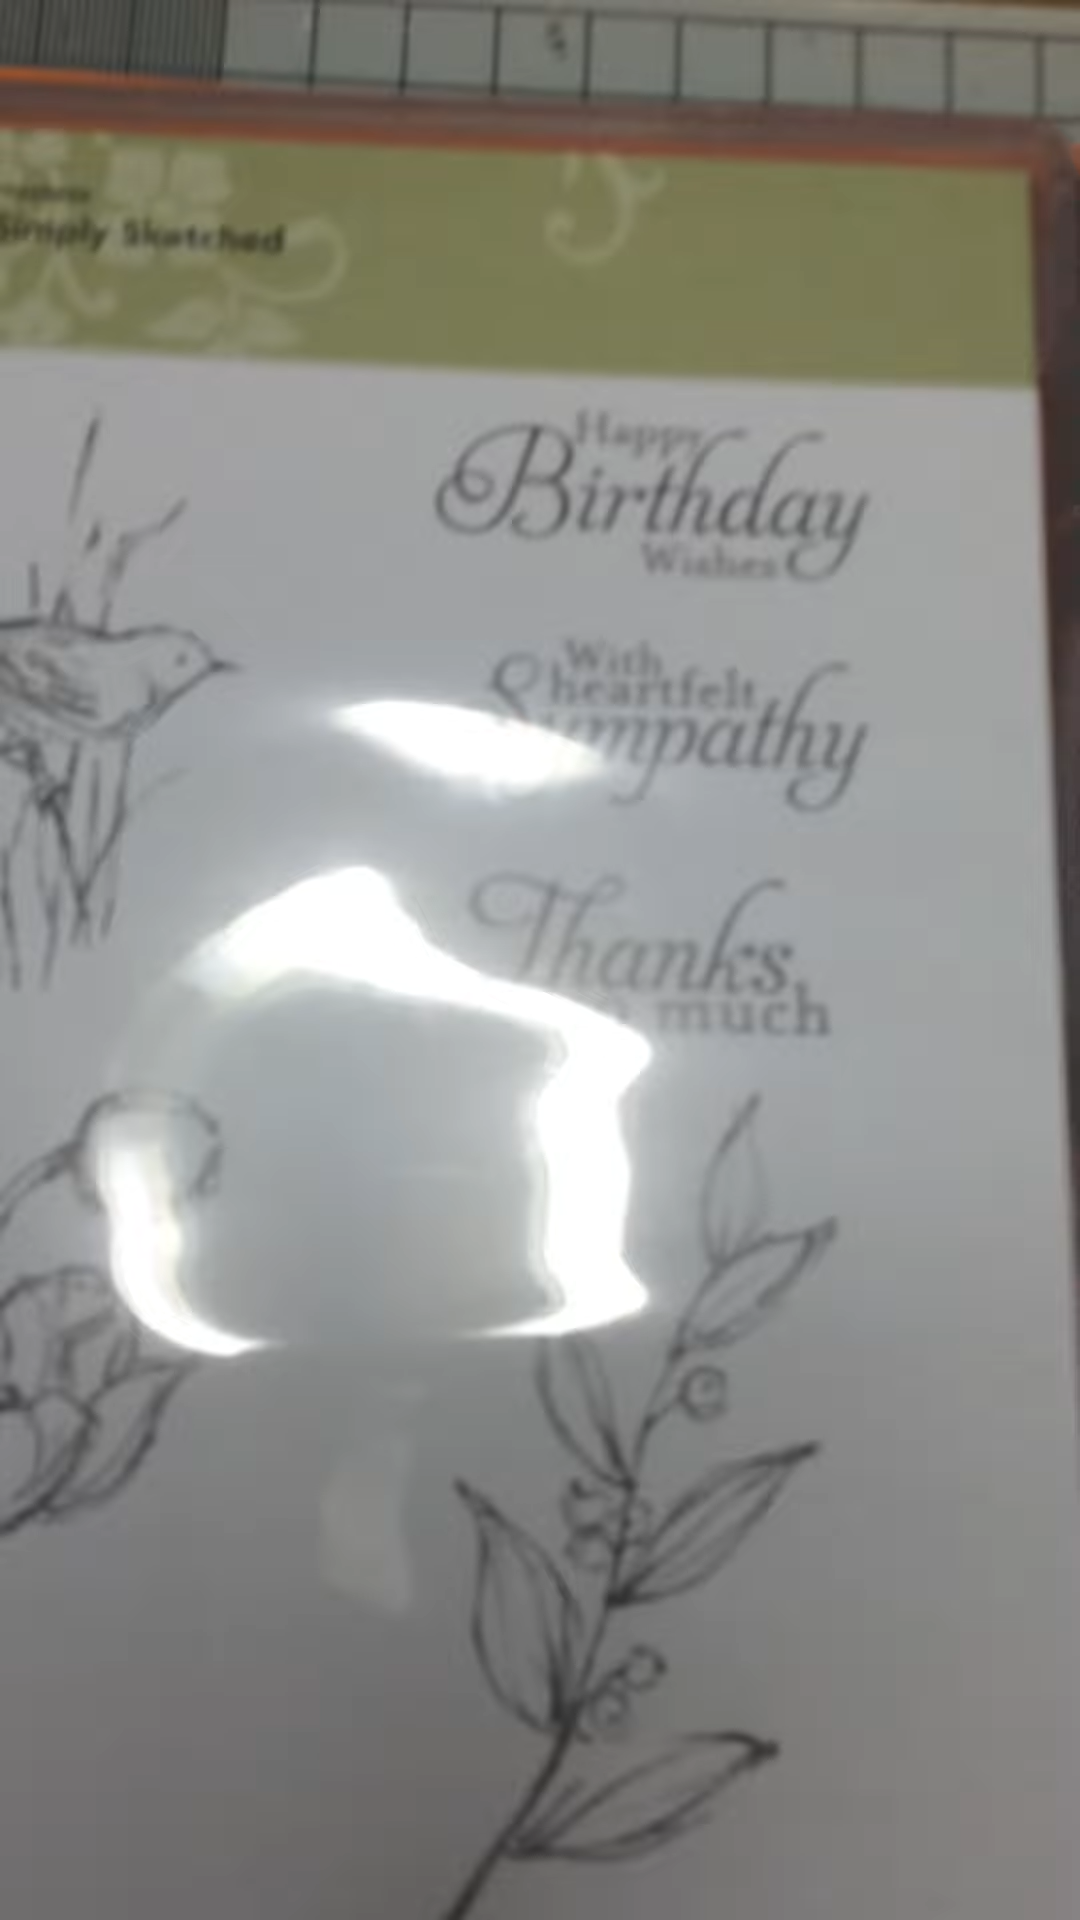 Simply Sketched
Happy
Birthday
Wishes
With
heartfelt
Sympathy
Thanks,
much